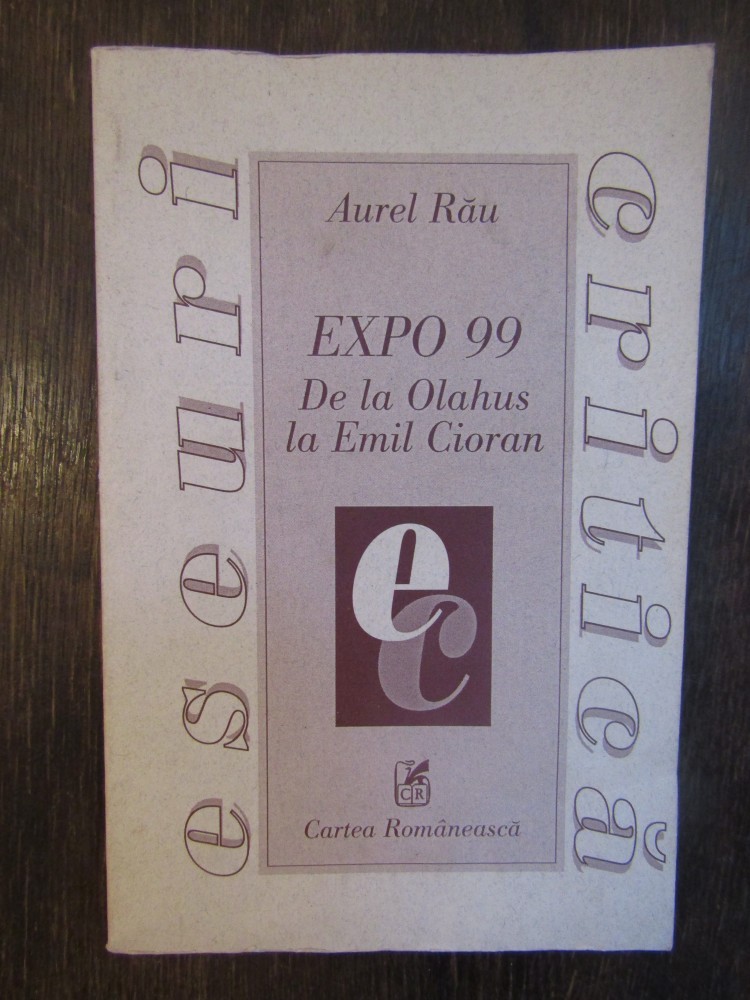 eseuri
Aurel Rău
EXPO 99
De la Olahus
la Emil Cioran
ec
CR
Cartea Românească
critică